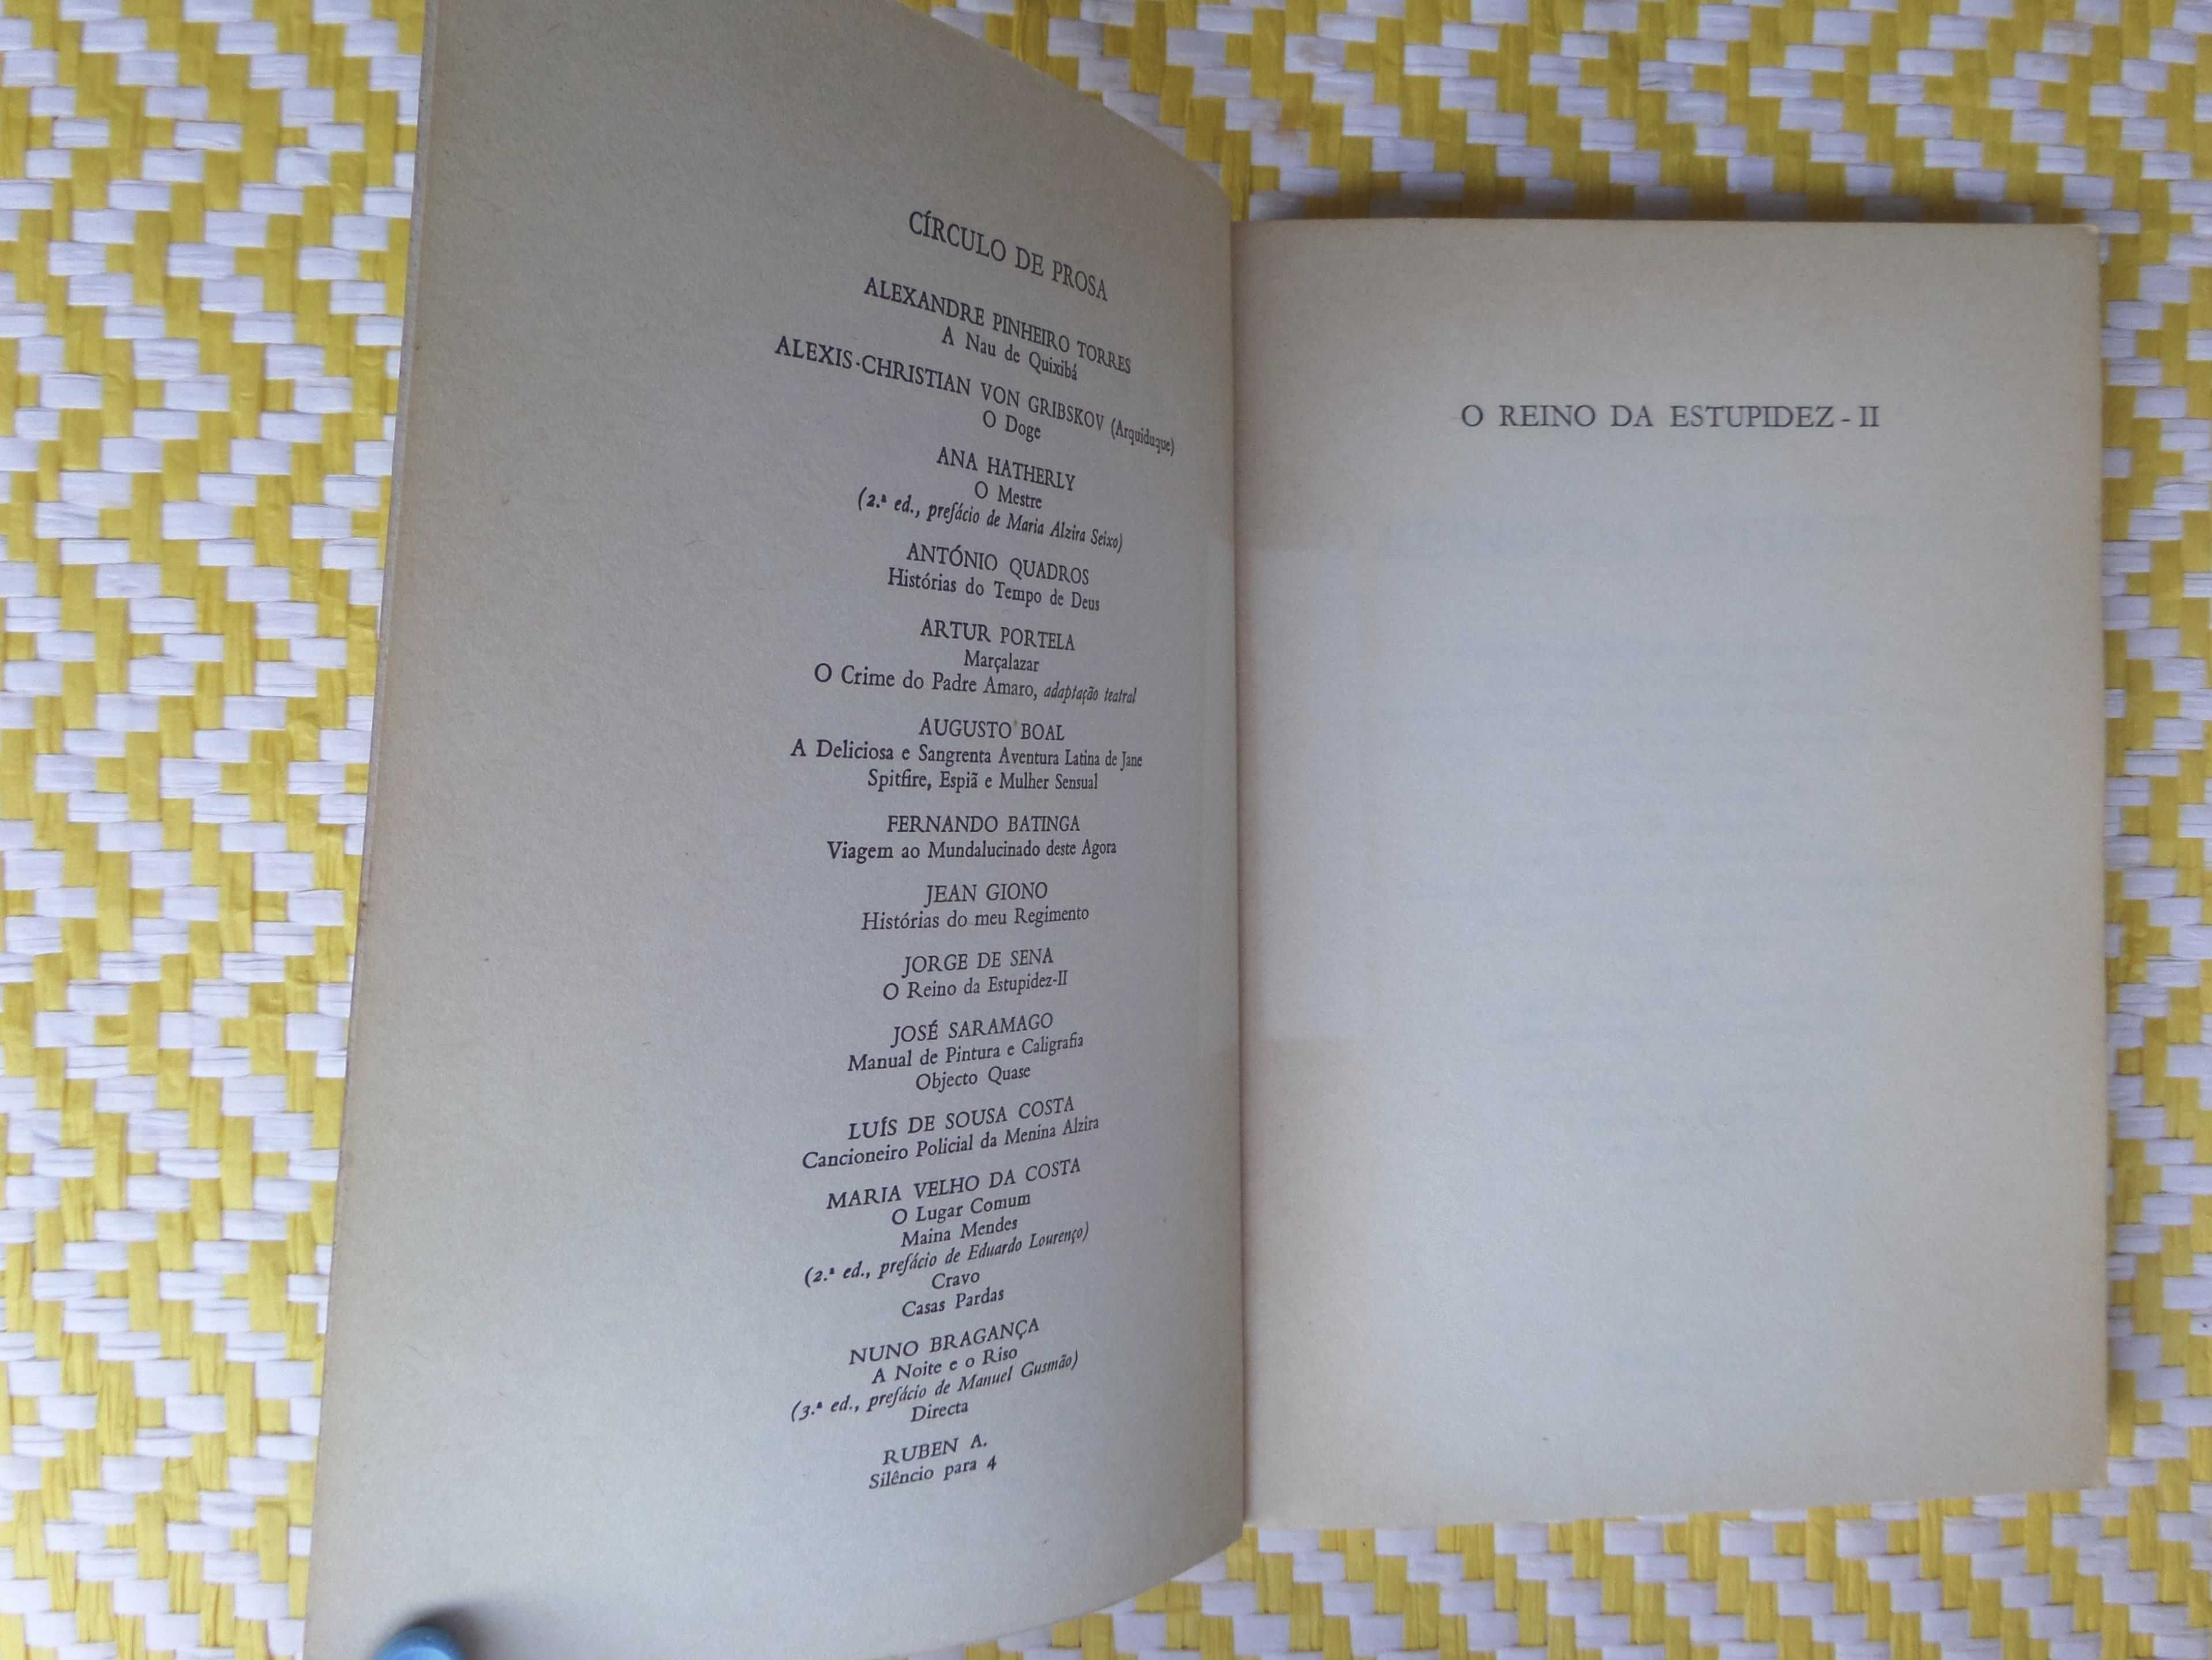 CÍRCULO DE PROSA
ALEXANDRE PINHEIRO TORRES
A Nau de Quixibá
ALEXIS-CHRISTIAN VON GRIBSKOV (Arquiduque)
O Doge
ANA HATHERLY
O Mestre
(2.ª ed., prefácio de Maria Alzira Seixo)
ANTÓNIO QUADROS
Histórias do Tempo de Deus
ARTUR PORTELA
Marçalazar
O Crime do Padre Amaro, adaptação teatral
AUGUSTO BOAL
A Deliciosa e Sangrenta Aventura Latina de Jane
Spitfire, Espiã e Mulher Sensual
FERNANDO BATINGA
Viagem ao Mundalucinado deste Agora
JEAN GIONO
Histórias do meu Regimento
JORGE DE SENA
O Reino da Estupidez-II
JOSÉ SARAMAGO
Manual de Pintura e Caligrafia
Objecto Quase
LUÍS DE SOUSA COSTA
Cancioneiro Policial da Menina Alzira
MARIA VELHO DA COSTA
O Lugar Comum
Maina Mendes
(2.ª ed., prefácio de Eduardo Lourenço)
Cravo
Casas Pardas
NUNO BRAGANÇA
A Noite e o Riso
(3.ª ed., prefácio de Manuel Gusmão)
Directa
RUBEN A.
Silêncio para 4
O REINO DA ESTUPIDEZ - II